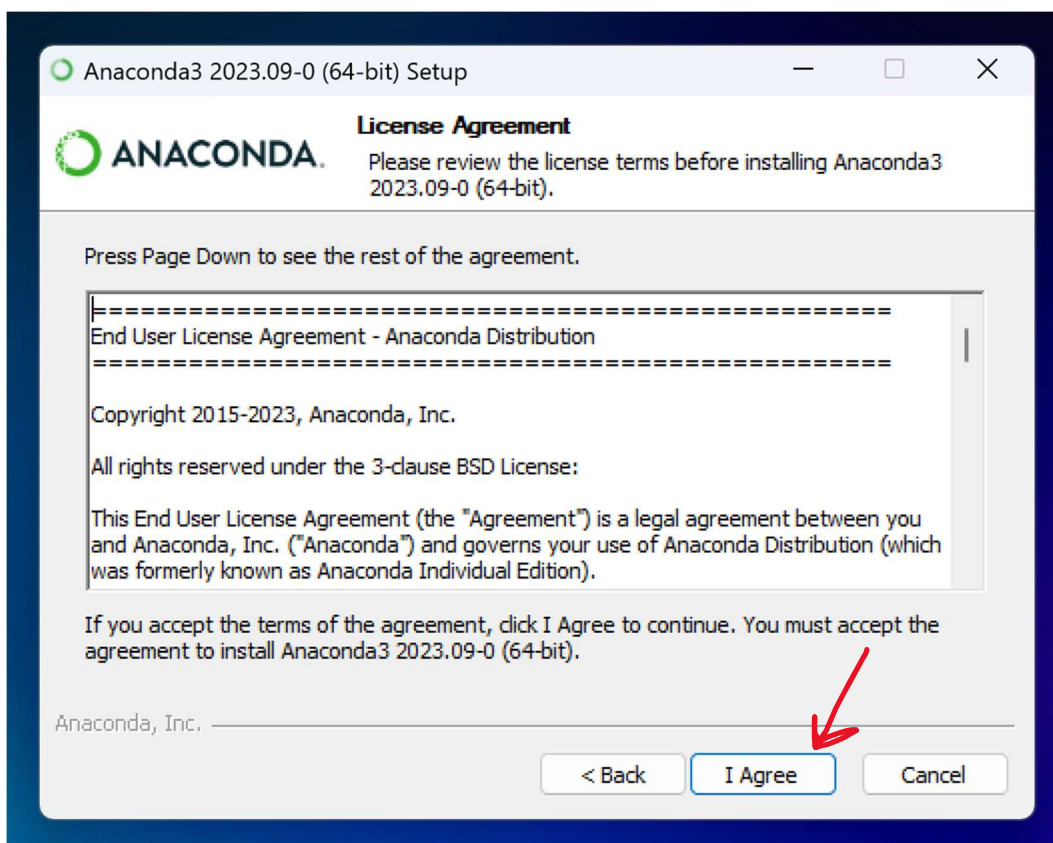 Anaconda3 2023.09-0 (64-bit) Setup
ANACONDA.
License Agreement
Please review the license terms before installing Anaconda3
2023.09-0 (64-bit).
Press Page Down to see the rest of the agreement.
==================================================
End User License Agreement - Anaconda Distribution
==================================================
Copyright 2015-2023, Anaconda, Inc.
All rights reserved under the 3-clause BSD License:
This End User License Agreement (the "Agreement") is a legal agreement between you
and Anaconda, Inc. ("Anaconda") and governs your use of Anaconda Distribution (which
was formerly known as Anaconda Individual Edition).
If you accept the terms of the agreement, click I Agree to continue. You must accept the
agreement to install Anaconda3 2023.09-0 (64-bit).
Anaconda, Inc.
< Back I Agree Cancel